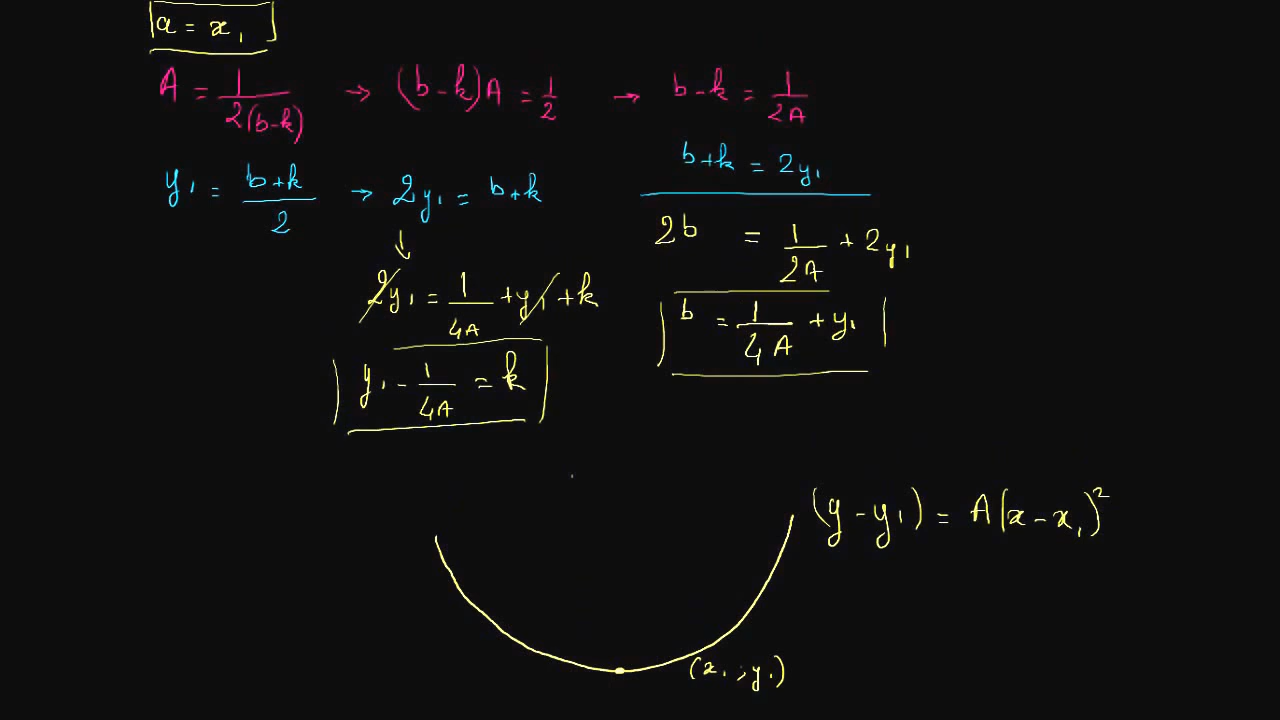 a = x₁
A = 1/2(b-k) → (b-k)A = 1/2 → b-k = 1/2A
y₁ = b+k/2 → 2y₁ = b+k
b+k = 2y₁
2b = 1/2A + 2y₁
↓
2y₁ = 1/4A + y₁ + k
b = 1/4A + y₁
y₁ - 1/4A = k
(y - y₁) = A(x - x₁)²
(x₁, y₁)